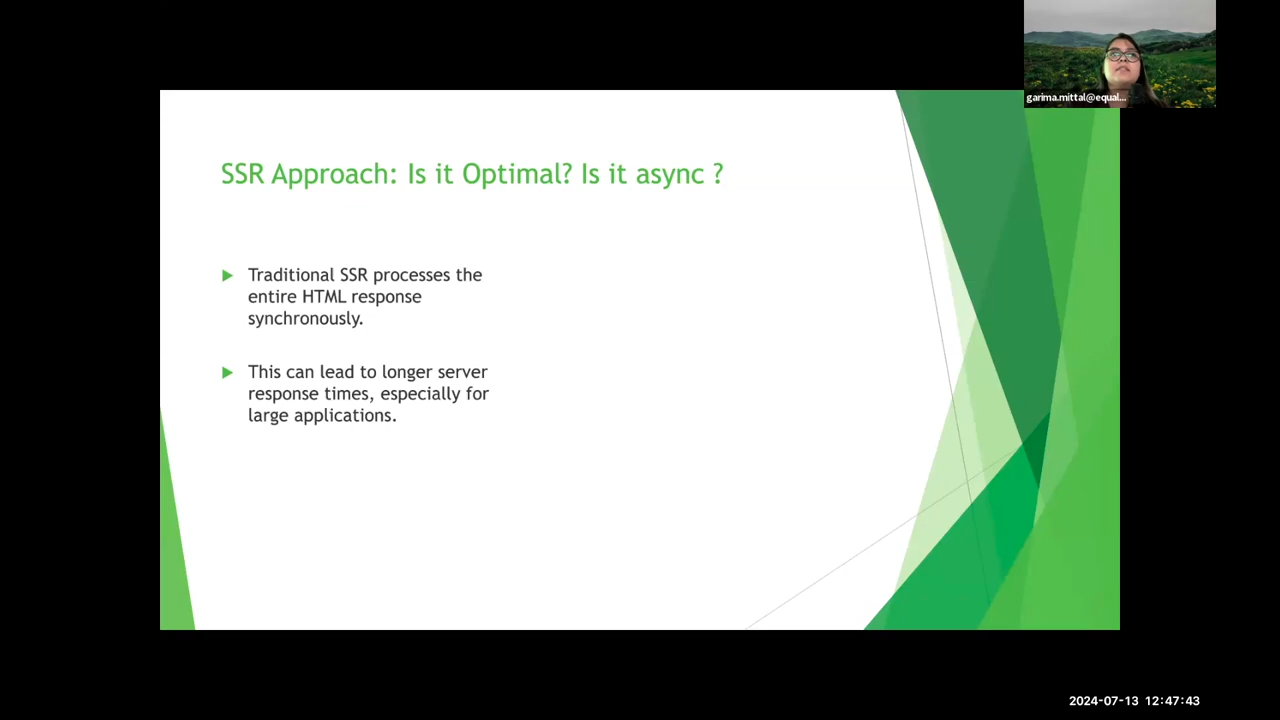 garima.mittal@equal...
SSR Approach: Is it Optimal? Is it async ?
Traditional SSR processes the
entire HTML response
synchronously.
This can lead to longer server
response times, especially for
large applications.
2024-07-13 12:47:43